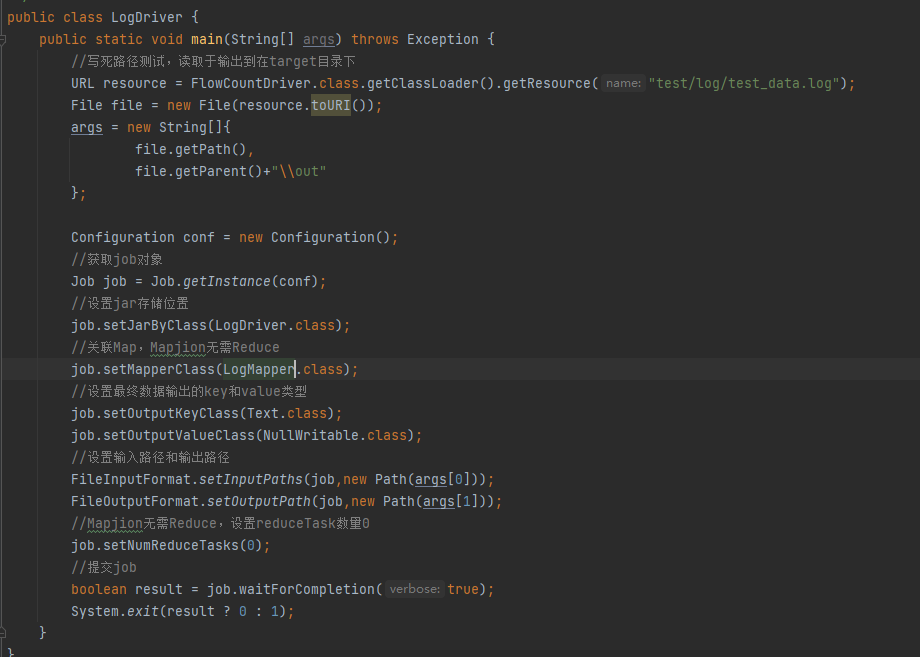 public class LogDriver {
public static void main(String[] args) throws Exception {
//写死路径测试，读取于输出到在target目录下
URL resource = FlowCountDriver.class.getClassLoader().getResource( name: "test/log/test_data.log");
File file = new File(resource.toURI());
args = new String[]{
file.getPath(),
file.getParent()+"\\out"
};
Configuration conf = new Configuration();
//获取job对象
Job job = Job.getInstance(conf);
//设置jar存储位置
job.setJarByClass(LogDriver.class);
//关联Map，Mapjion无需Reduce
job.setMapperClass(LogMapper.class);
//设置最终数据输出的key和value类型
job.setOutputKeyClass(Text.class);
job.setOutputValueClass(NullWritable.class);
//设置输入路径和输出路径
FileInputFormat.setInputPaths(job,new Path(args[0]));
FileOutputFormat.setOutputPath(job,new Path(args[1]));
//Mapjion无需Reduce，设置reduceTask数量0
job.setNumReduceTasks(0);
//提交job
boolean result = job.waitForCompletion( verbose: true);
System.exit(result ? 0 : 1);
}
}